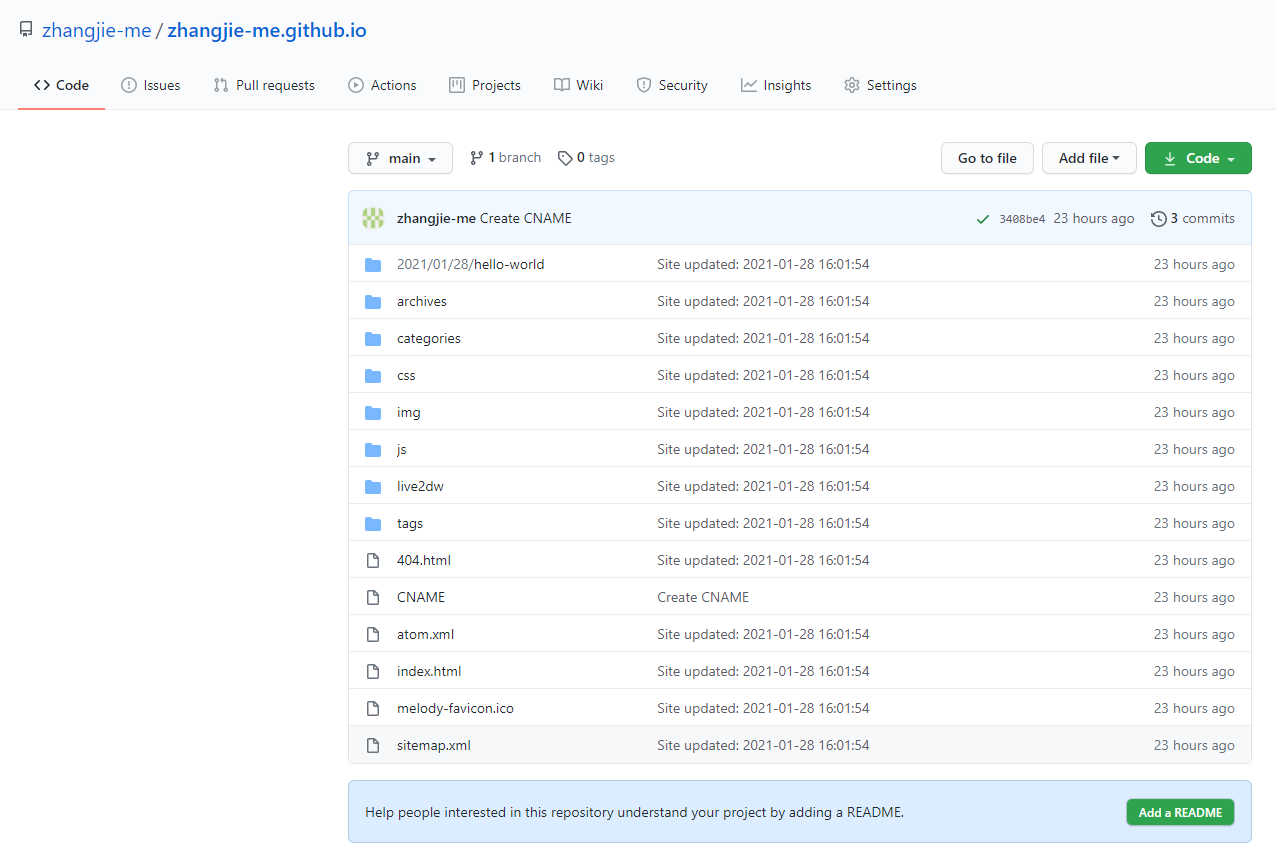 zhangjie-me / zhangjie-me.github.io
Code Issues Pull requests Actions Projects Wiki Security Insights Settings
main 1 branch 0 tags Go to file Add file Code
zhangjie-me Create CNAME 3408be4 23 hours ago 3 commits
2021/01/28/hello-world Site updated: 2021-01-28 16:01:54 23 hours ago
archives Site updated: 2021-01-28 16:01:54 23 hours ago
categories Site updated: 2021-01-28 16:01:54 23 hours ago
css Site updated: 2021-01-28 16:01:54 23 hours ago
img Site updated: 2021-01-28 16:01:54 23 hours ago
js Site updated: 2021-01-28 16:01:54 23 hours ago
live2dw Site updated: 2021-01-28 16:01:54 23 hours ago
tags Site updated: 2021-01-28 16:01:54 23 hours ago
404.html Site updated: 2021-01-28 16:01:54 23 hours ago
CNAME Create CNAME 23 hours ago
atom.xml Site updated: 2021-01-28 16:01:54 23 hours ago
index.html Site updated: 2021-01-28 16:01:54 23 hours ago
melody-favicon.ico Site updated: 2021-01-28 16:01:54 23 hours ago
sitemap.xml Site updated: 2021-01-28 16:01:54 23 hours ago
Help people interested in this repository understand your project by adding a README. Add a README